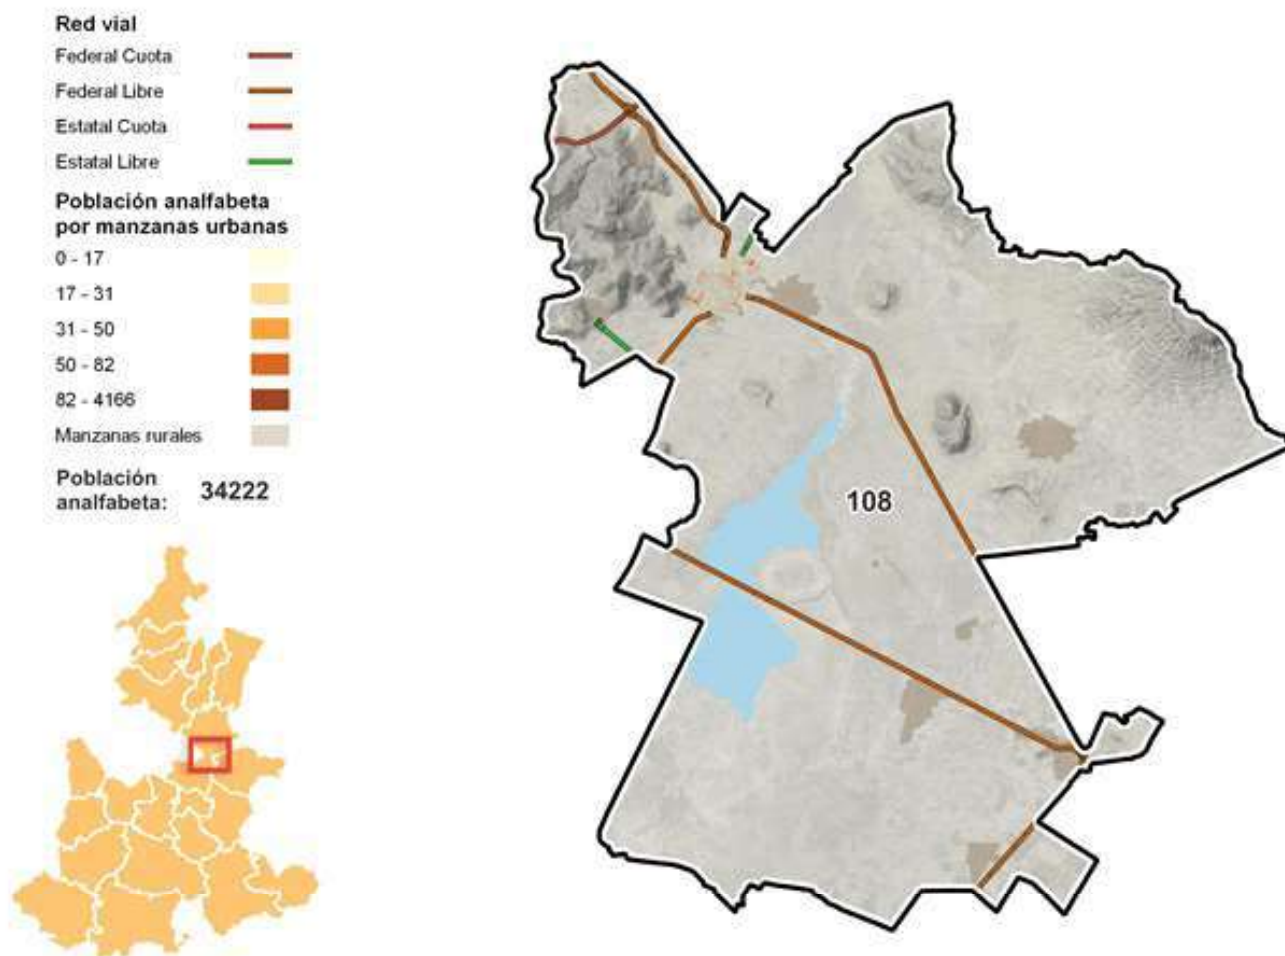 Red vial
Federal Cuota
Federal Libre
Estatal Cuota
Estatal Libre
Población analfabeta
por manzanas urbanas
0 - 17
17 - 31
31 - 50
50 - 82
82 - 4166
Manzanas rurales
Población
analfabeta: 34222
108